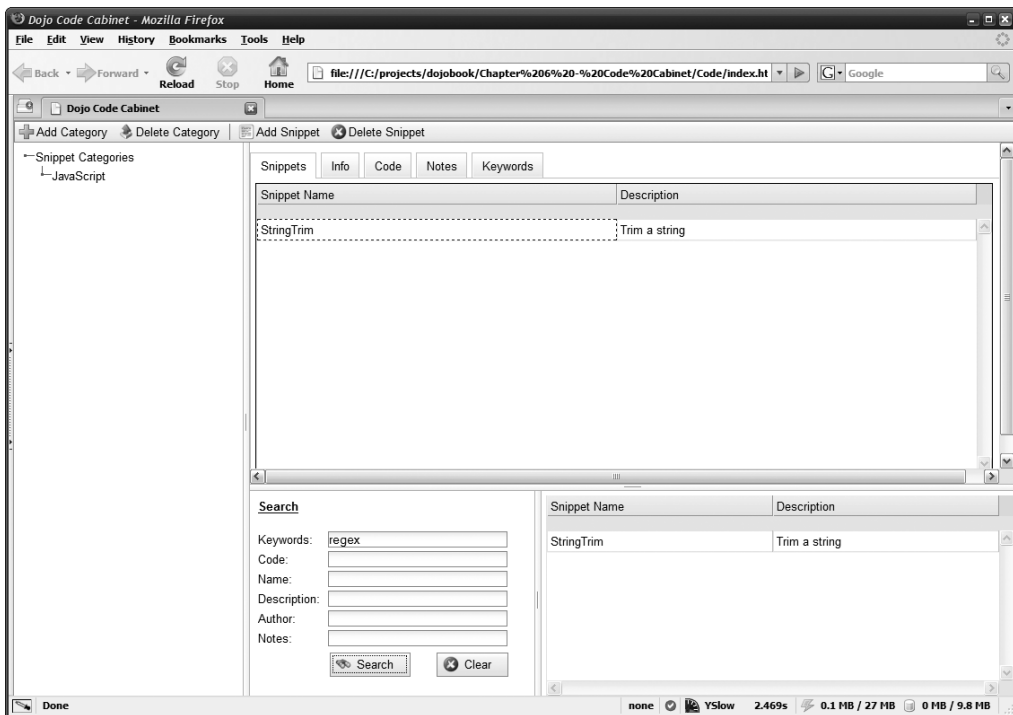 Dojo Code Cabinet - Mozilla Firefox
File Edit View History Bookmarks Tools Help
Back Forward Reload Stop Home file:///C:/projects/dojobook/Chapter%206%20-%20Code%20Cabinet/Code/index.ht G Google
Dojo Code Cabinet
Add Category Delete Category Add Snippet Delete Snippet
Snippet Categories
JavaScript
Snippets Info Code Notes Keywords
Snippet Name Description
StringTrim Trim a string
Search
Keywords: regex
Code:
Name:
Description:
Author:
Notes:
Search Clear
Snippet Name Description
StringTrim Trim a string
Done none YSlow 2.469s 0.1 MB / 27 MB 0 MB / 9.8 MB